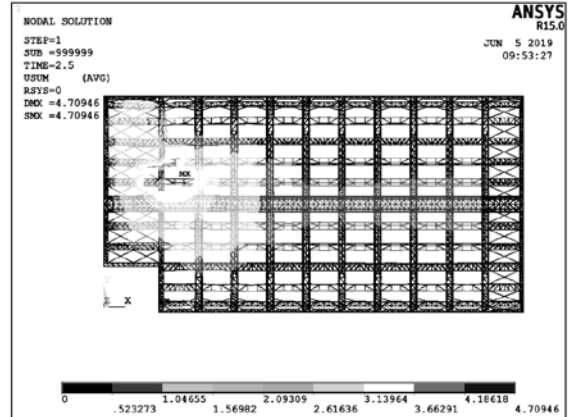 1
NODAL SOLUTION
STEP=1
SUB =999999
TIME=2.5
USUM (AVG)
RSYS=0
DMX =4.70946
SMX =4.70946
ANSYS
R15.0
JUN 5 2019
09:53:27
MX
Y
Z X
0 1.04655 2.09309 3.13964 4.18618
.523273 1.56982 2.61636 3.66291 4.70946